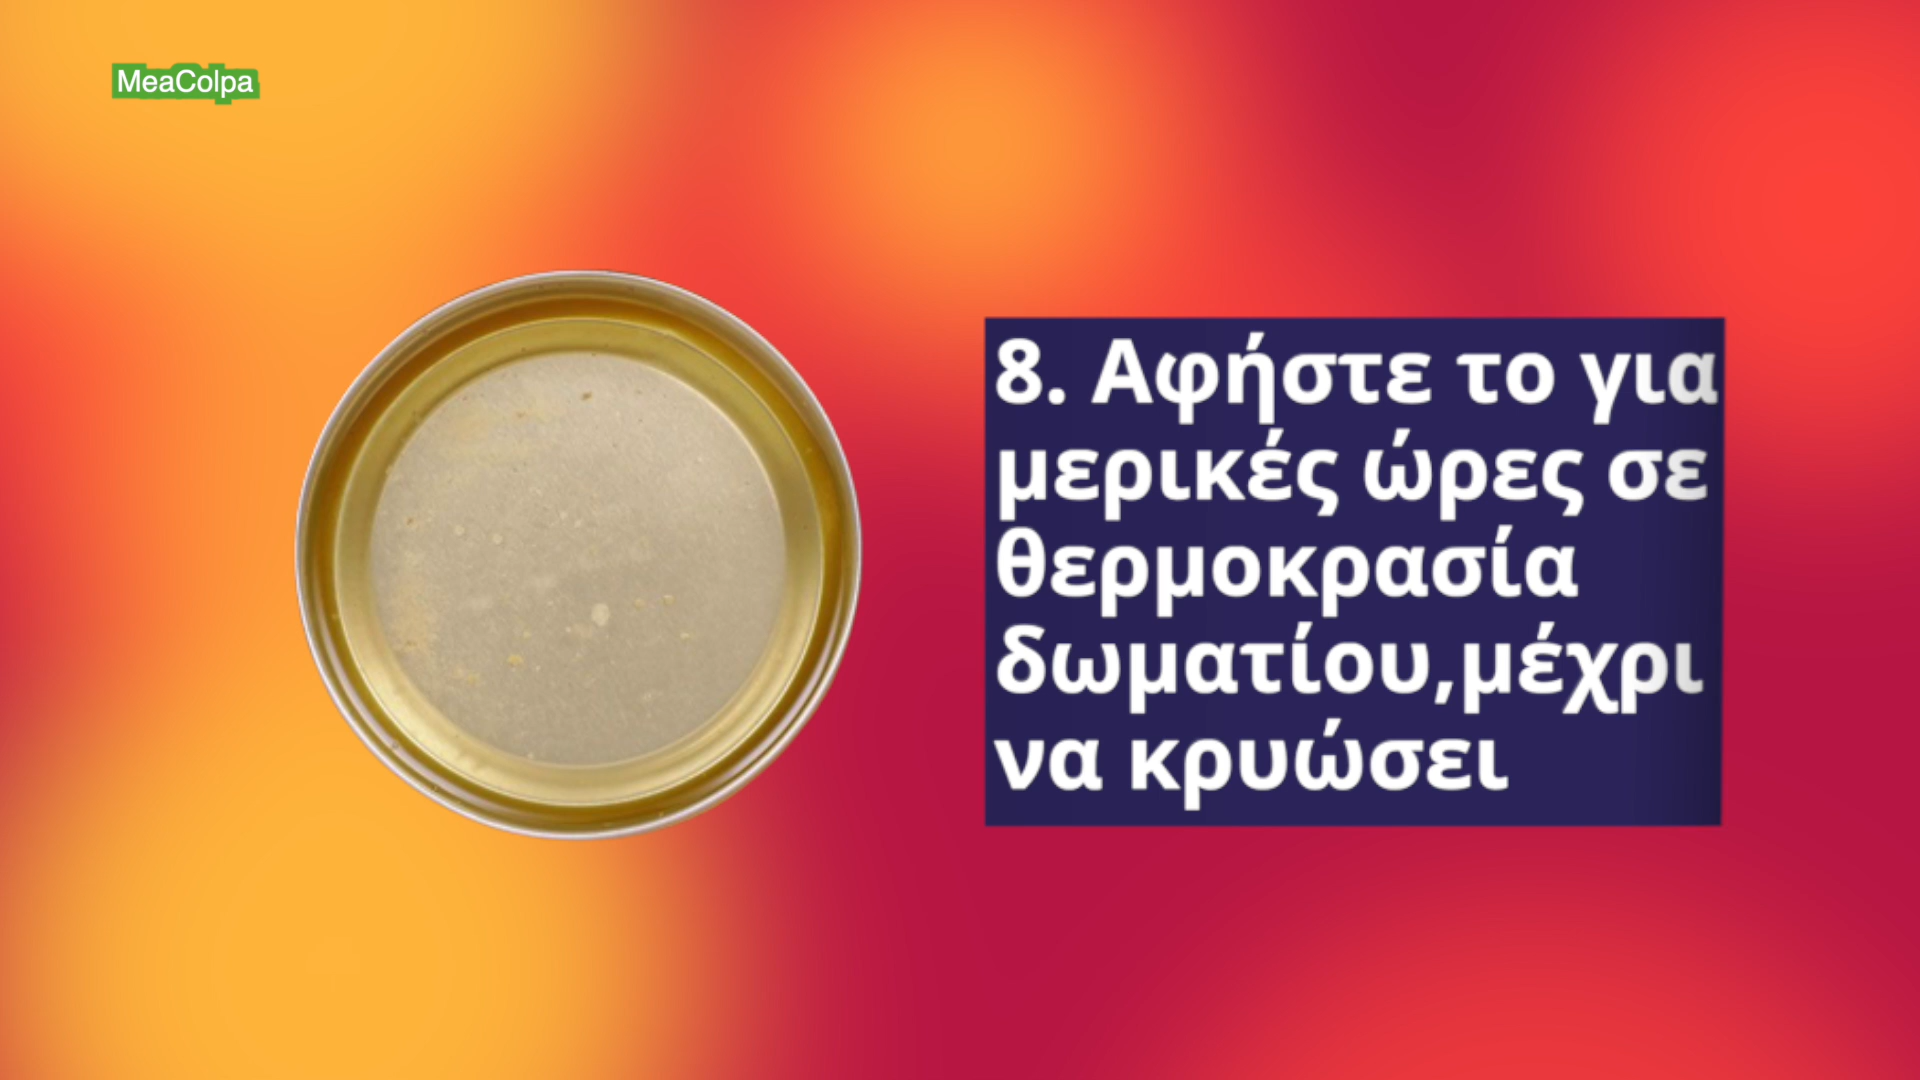 MeaColpa
8. Αφήστε το για
μερικές ώρες σε
θερμοκρασία
δωματίου,μέχρι
να κρυώσει